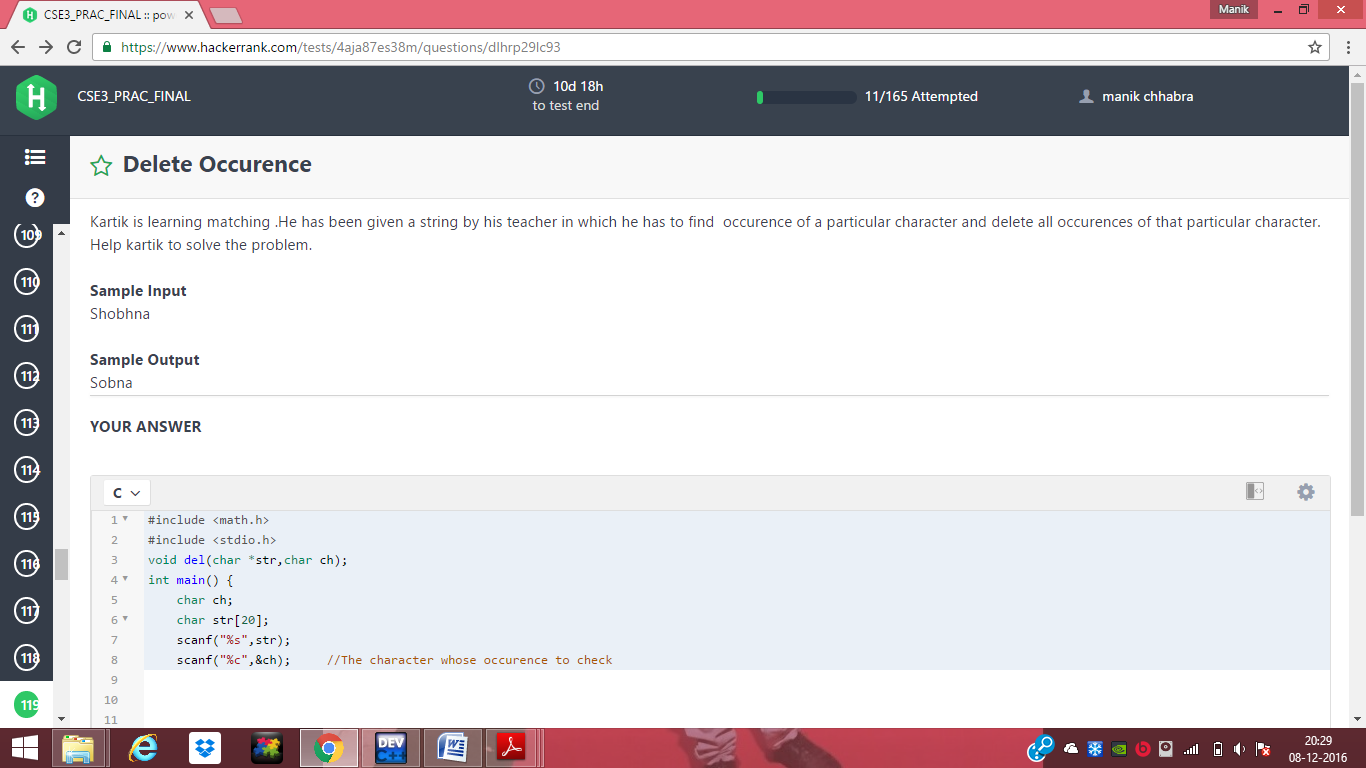 CSE3_PRAC_FINAL :: pow
Manik
https://www.hackerrank.com/tests/4aja87es38m/questions/dlhrp29lc93
CSE3_PRAC_FINAL
10d 18h
to test end
11/165 Attempted
manik chhabra
Delete Occurence
109
110
111
112
113
114
115
116
117
118
119
Kartik is learning matching .He has been given a string by his teacher in which he has to find  occurence of a particular character and delete all occurences of that particular character.
Help kartik to solve the problem.
Sample Input
Shobhna
Sample Output
Sobna
YOUR ANSWER
C
1 #include <math.h>
2 #include <stdio.h>
3 void del(char *str,char ch);
4 int main() {
5     char ch;
6     char str[20];
7     scanf("%s",str);
8     scanf("%c",&ch);     //The character whose occurence to check
9
10
11
DEV
20:29
08-12-2016